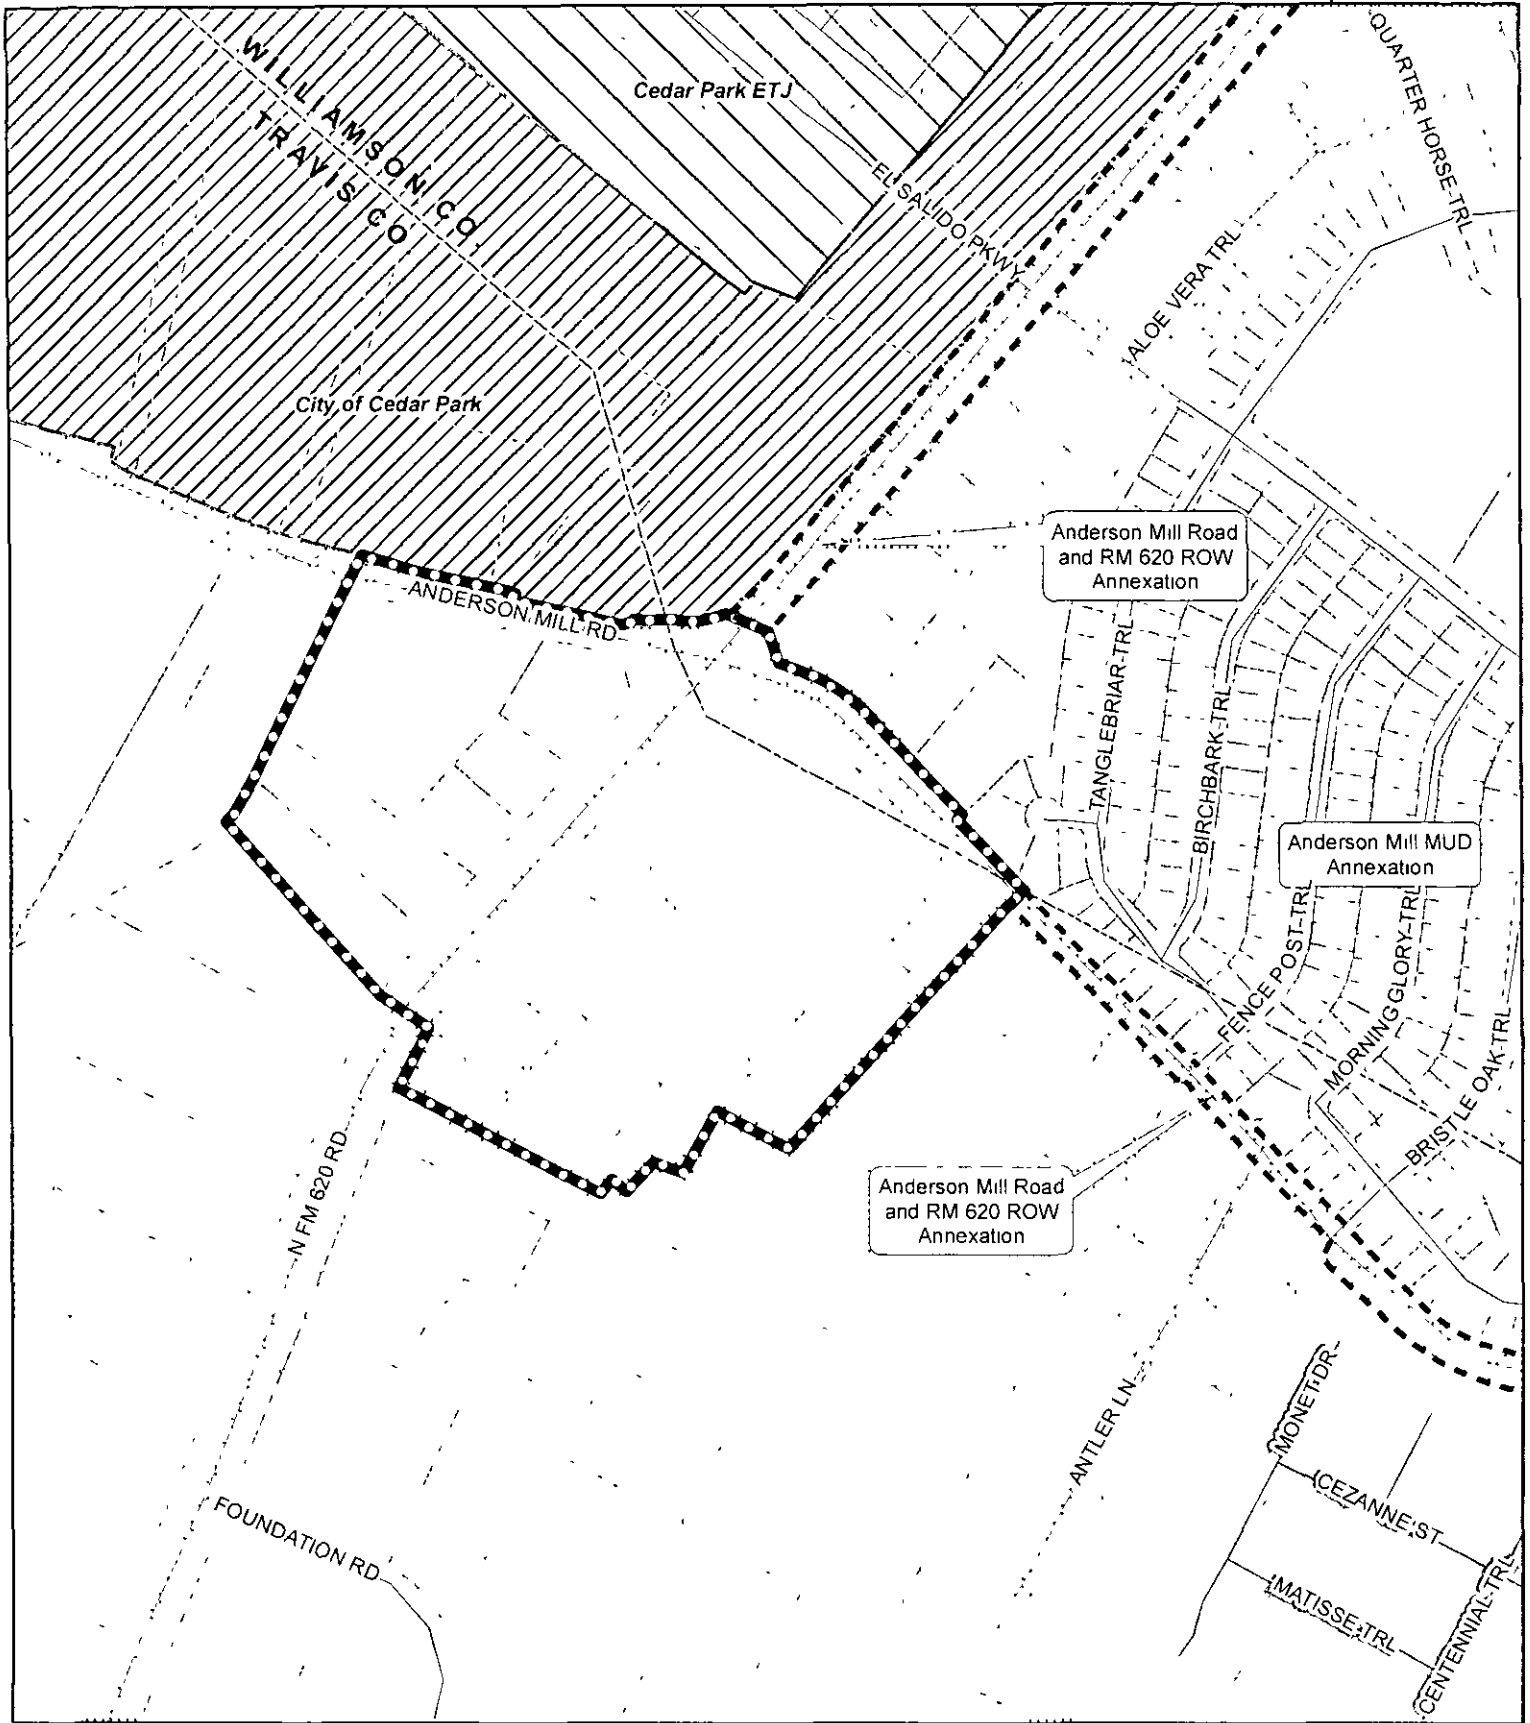 WILLIAMSON CO.
TRAVIS CO
Cedar Park ETJ
QUARTER HORSE TRL
EL SALIDO PKWY
ALOE VERA TRL
City of Cedar Park
Anderson Mill Road
and RM 620 ROW
Annexation
ANDERSON MILL RD
TANGLEBRIAR TRL
BIRCHBARK TRL
Anderson Mill MUD
Annexation
FENCE POST TRL
MORNING GLORY TRL
BRISTLE OAK TRL
N FM 620 RD
Anderson Mill Road
and RM 620 ROW
Annexation
ANTLER LN
MONET DR
CEZANNE ST
MATISSE TRL
CENTENNIAL TRL
FOUNDATION RD